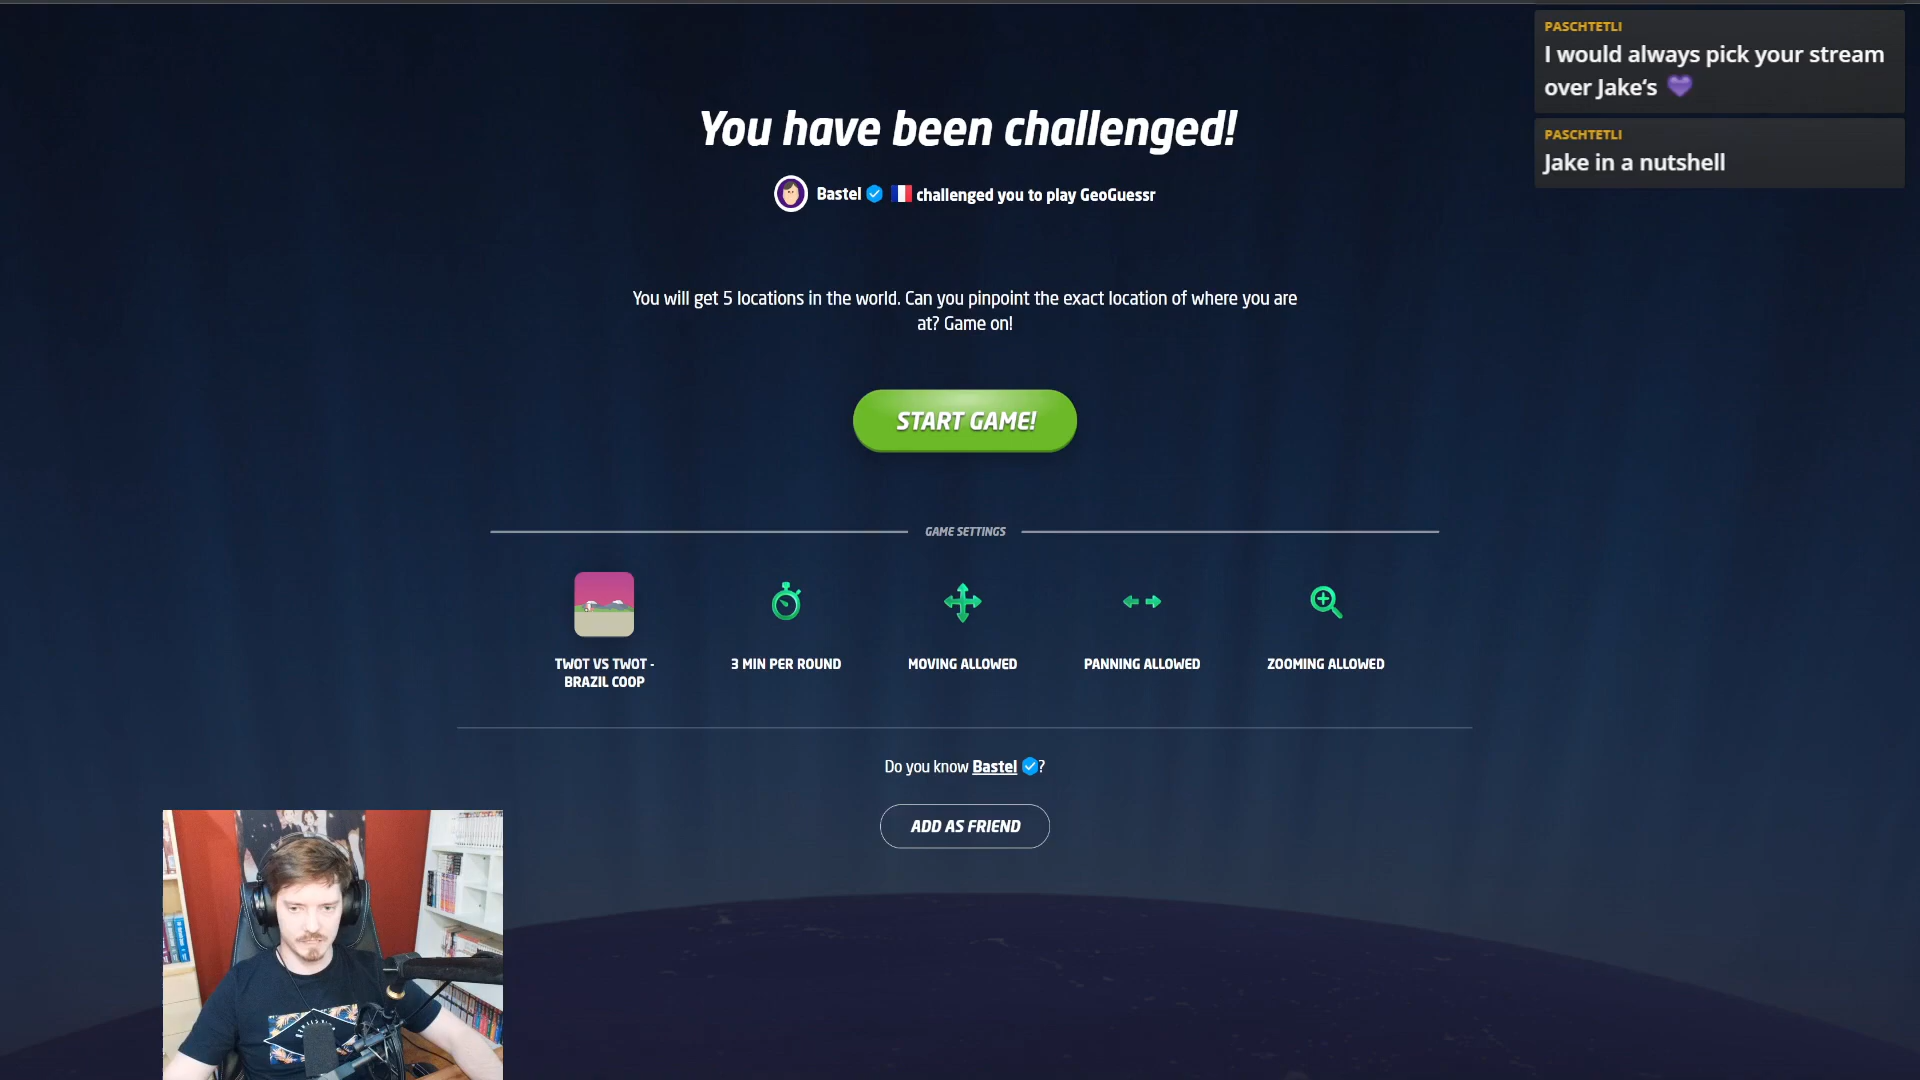 PASCHTETLI
I would always pick your stream
over Jake‘s 💜
PASCHTETLI
Jake in a nutshell
You have been challenged!
Bastel challenged you to play GeoGuessr
You will get 5 locations in the world. Can you pinpoint the exact location of where you are
at? Game on!
START GAME!
GAME SETTINGS
TWOT VS TWOT -
BRAZIL COOP
3 MIN PER ROUND
MOVING ALLOWED
PANNING ALLOWED
ZOOMING ALLOWED
Do you know Bastel ?
ADD AS FRIEND